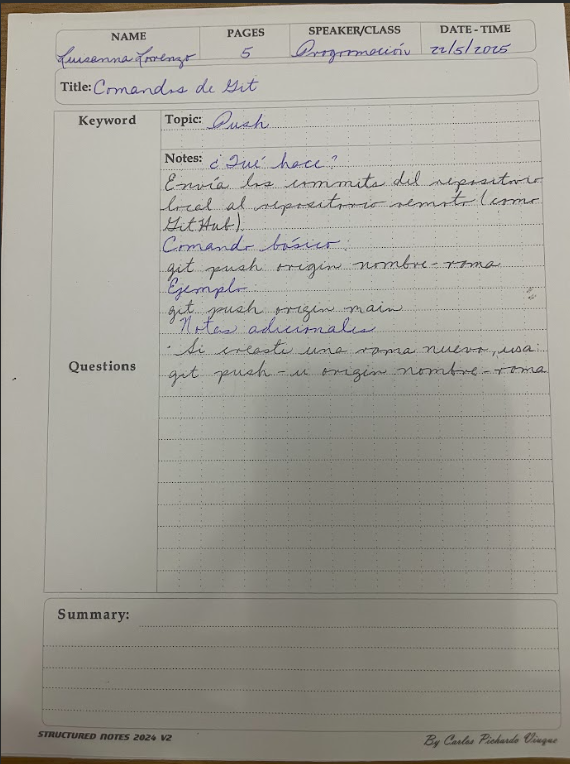 NAME PAGES SPEAKER/CLASS DATE-TIME
Luisanna Lorenzo 5 Programación 22/5/2025
Title: Comandos de Git
Keyword
Topic: Push
Notes: ¿Qué hace?
Envía los commits del repositorio
local al repositorio remoto (como
GitHub).
Comando básico:
git push origin nombre-rama
Ejemplo:
git push origin main
Notas adicionales
· Si creaste una rama nueva, usa:
Questions
git push -u origin nombre-rama
Summary:
STRUCTURED NOTES 2024 V2 By Carlos Pichardo Viuque